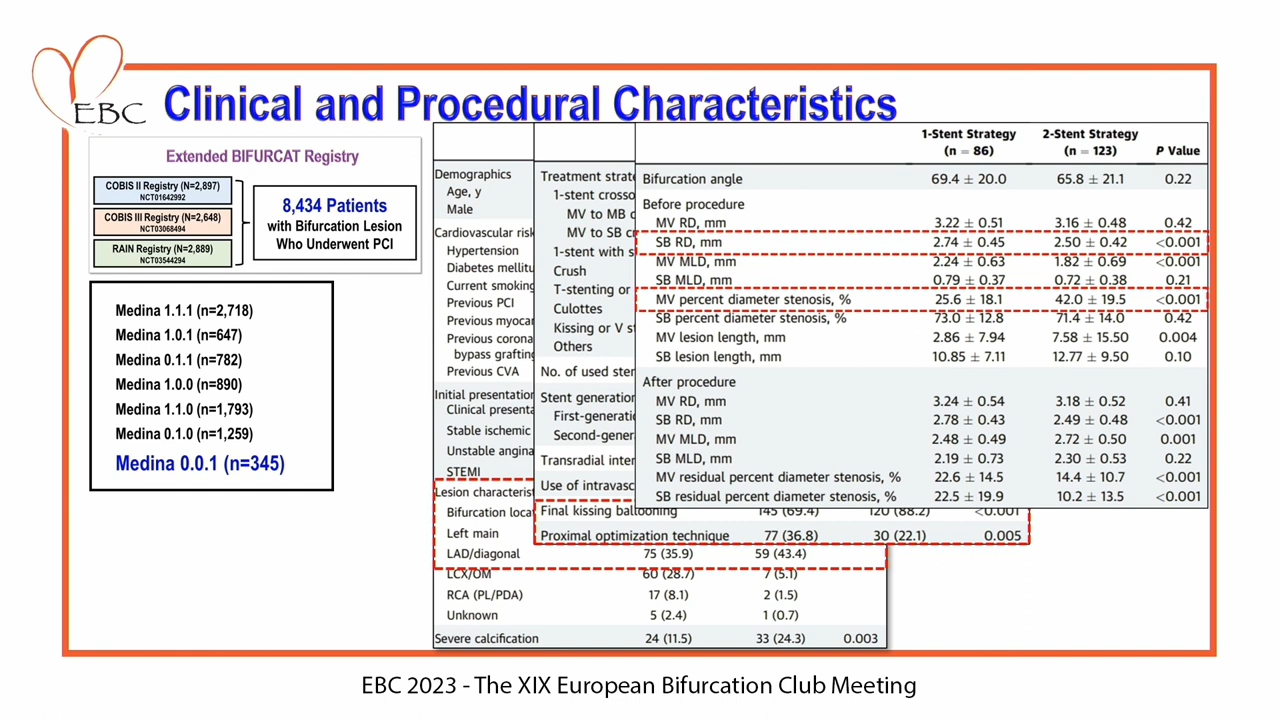 EBC
Clinical and Procedural Characteristics
Extended BIFURCAT Registry
COBIS II Registry (N=2,897)
NCT01642992
COBIS III Registry (N=2,648)
NCT03068494
RAIN Registry (N=2,889)
NCT03544294
8,434 Patients
with Bifurcation Lesion
Who Underwent PCI
Medina 1.1.1 (n=2,718)
Medina 1.0.1 (n=647)
Medina 0.1.1 (n=782)
Medina 1.0.0 (n=890)
Medina 1.1.0 (n=1,793)
Medina 0.1.0 (n=1,259)
Medina 0.0.1 (n=345)
Demographics
Age, y
Male
Cardiovascular risk
Hypertension
Diabetes mellitu
Current smoking
Previous PCI
Previous myocar
Previous corona
bypass grafting
Previous CVA
Initial presentation
Clinical presenta
Stable ischemic
Unstable angina
STEMI
Lesion characterist
Bifurcation locat
Left main
LAD/diagonal 75 (35.9) 59 (43.4)
LCX/OM 60 (28.7) 7 (5.1)
RCA (PL/PDA) 17 (8.1) 2 (1.5)
Unknown 5 (2.4) 1 (0.7)
Severe calcification 24 (11.5) 33 (24.3) 0.003
Treatment strate
1-stent crosso
MV to MB c
MV to SB cr
1-stent with s
Crush
T-stenting or
Culottes
Kissing or V st
Others
No. of used sten
Stent generation
First-generatio
Second-gener
Transradial inter
Use of intravasc
Final kissing ballooning 145 (69.4) 120 (88.2) <0.001
Proximal optimization technique 77 (36.8) 30 (22.1) 0.005
1-Stent Strategy 2-Stent Strategy
(n = 86) (n = 123) P Value
Bifurcation angle 69.4 ± 20.0 65.8 ± 21.1 0.22
Before procedure
MV RD, mm 3.22 ± 0.51 3.16 ± 0.48 0.42
SB RD, mm 2.74 ± 0.45 2.50 ± 0.42 <0.001
MV MLD, mm 2.24 ± 0.63 1.82 ± 0.69 <0.001
SB MLD, mm 0.79 ± 0.37 0.72 ± 0.38 0.21
MV percent diameter stenosis, % 25.6 ± 18.1 42.0 ± 19.5 <0.001
SB percent diameter stenosis, % 73.0 ± 12.8 71.4 ± 14.0 0.42
MV lesion length, mm 2.86 ± 7.94 7.58 ± 15.50 0.004
SB lesion length, mm 10.85 ± 7.11 12.77 ± 9.50 0.10
After procedure
MV RD, mm 3.24 ± 0.54 3.18 ± 0.52 0.41
SB RD, mm 2.78 ± 0.43 2.49 ± 0.48 <0.001
MV MLD, mm 2.48 ± 0.49 2.72 ± 0.50 0.001
SB MLD, mm 2.19 ± 0.73 2.30 ± 0.53 0.22
MV residual percent diameter stenosis, % 22.6 ± 14.5 14.4 ± 10.7 <0.001
SB residual percent diameter stenosis, % 22.5 ± 19.9 10.2 ± 13.5 <0.001
EBC 2023 - The XIX European Bifurcation Club Meeting